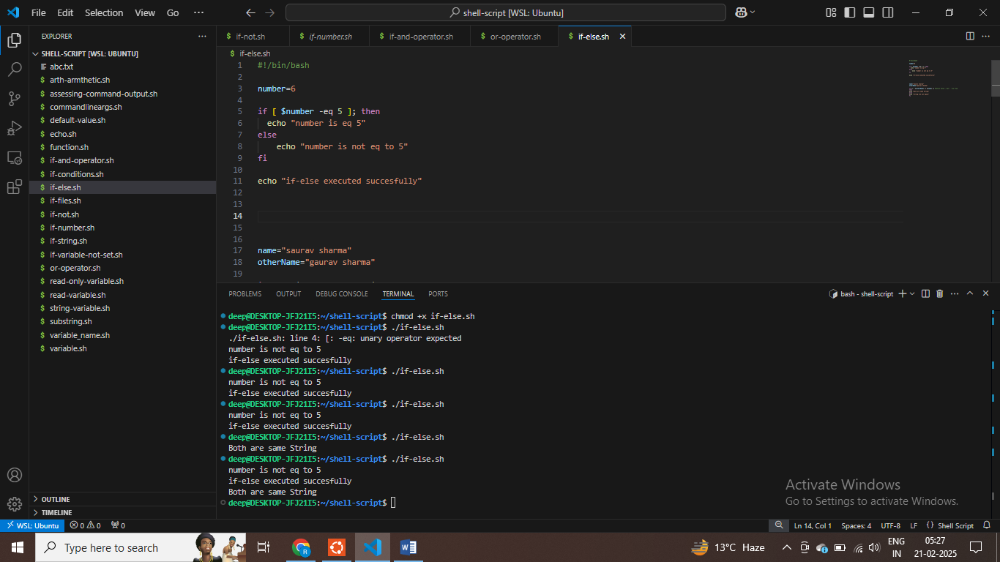 File Edit Selection View Go ··· shell-script [WSL: Ubuntu]
EXPLORER ···
SHELL-SCRIPT [WSL: UBUNTU]
abc.txt
$ arth-armthetic.sh
$ assessing-command-output.sh
$ commandlineargs.sh
$ default-value.sh
$ echo.sh
$ function.sh
$ if-and-operator.sh
$ if-conditions.sh
$ if-else.sh
$ if-files.sh
$ if-not.sh
$ if-number.sh
$ if-string.sh
$ if-variable-not-set.sh
$ or-operator.sh
$ read-only-variable.sh
$ read-variable.sh
$ string-variable.sh
$ substring.sh
$ variable_name.sh
$ variable.sh
OUTLINE
TIMELINE
$ if-not.sh $ if-number.sh $ if-and-operator.sh $ or-operator.sh $ if-else.sh
$ if-else.sh
1 #!/bin/bash
2
3 number=6
4
5 if [ $number -eq 5 ]; then
6 echo "number is eq 5"
7 else
8 echo "number is not eq to 5"
9 fi
10
11 echo "if-else executed succesfully"
12
13
14
15
16
17 name="saurav sharma"
18 otherName="gaurav sharma"
19
PROBLEMS OUTPUT DEBUG CONSOLE TERMINAL PORTS bash - shell-script
deep@DESKTOP-JFJ21I5:~/shell-script$ chmod +x if-else.sh
deep@DESKTOP-JFJ21I5:~/shell-script$ ./if-else.sh
./if-else.sh: line 4: [: -eq: unary operator expected
number is not eq to 5
if-else executed succesfully
deep@DESKTOP-JFJ21I5:~/shell-script$ ./if-else.sh
number is not eq to 5
if-else executed succesfully
deep@DESKTOP-JFJ21I5:~/shell-script$ ./if-else.sh
number is not eq to 5
if-else executed succesfully
deep@DESKTOP-JFJ21I5:~/shell-script$ ./if-else.sh
Both are same String
deep@DESKTOP-JFJ21I5:~/shell-script$ ./if-else.sh
number is not eq to 5
if-else executed succesfully
Both are same String
deep@DESKTOP-JFJ21I5:~/shell-script$
Activate Windows
Go to Settings to activate Windows.
WSL: Ubuntu 0 0 0 Ln 14, Col 1 Spaces: 4 UTF-8 LF Shell Script
Type here to search 13°C Haze ENG IN 05:27 21-02-2025